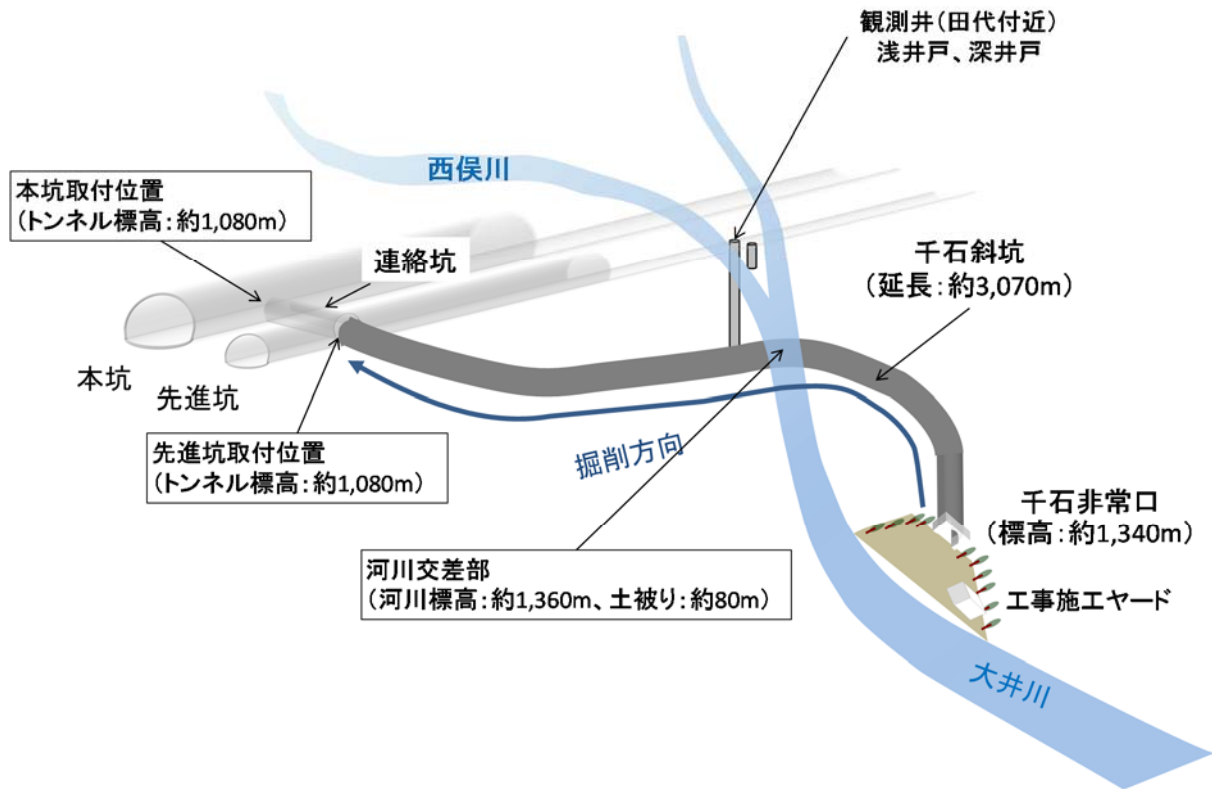 観測井(田代付近)
浅井戸、深井戸
西俣川
本坑取付位置
(トンネル標高:約1,080m)
連絡坑
千石斜坑
(延長:約3,070m)
本坑
先進坑
先進坑取付位置
(トンネル標高:約1,080m)
掘削方向
千石非常口
(標高:約1,340m)
河川交差部
(河川標高:約1,360m、土被り:約80m)
工事施工ヤード
大井川